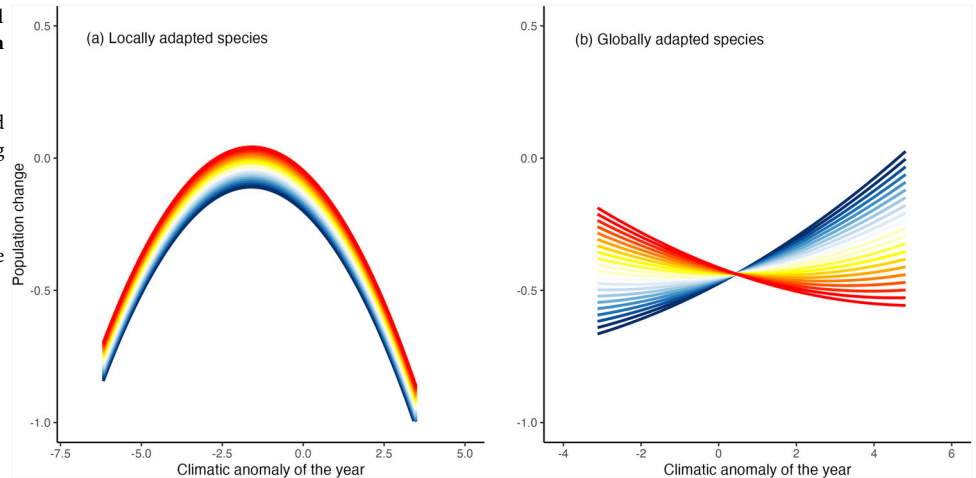 l
n
d
g
e
(a) Locally adapted species
(b) Globally adapted species
Population change
0.5
0.0
-0.5
-1.0
-7.5 -5.0 -2.5 0.0 2.5 5.0
Climatic anomaly of the year
0.5
0.0
-0.5
-1.0
-4 -2 0 2 4 6
Climatic anomaly of the year